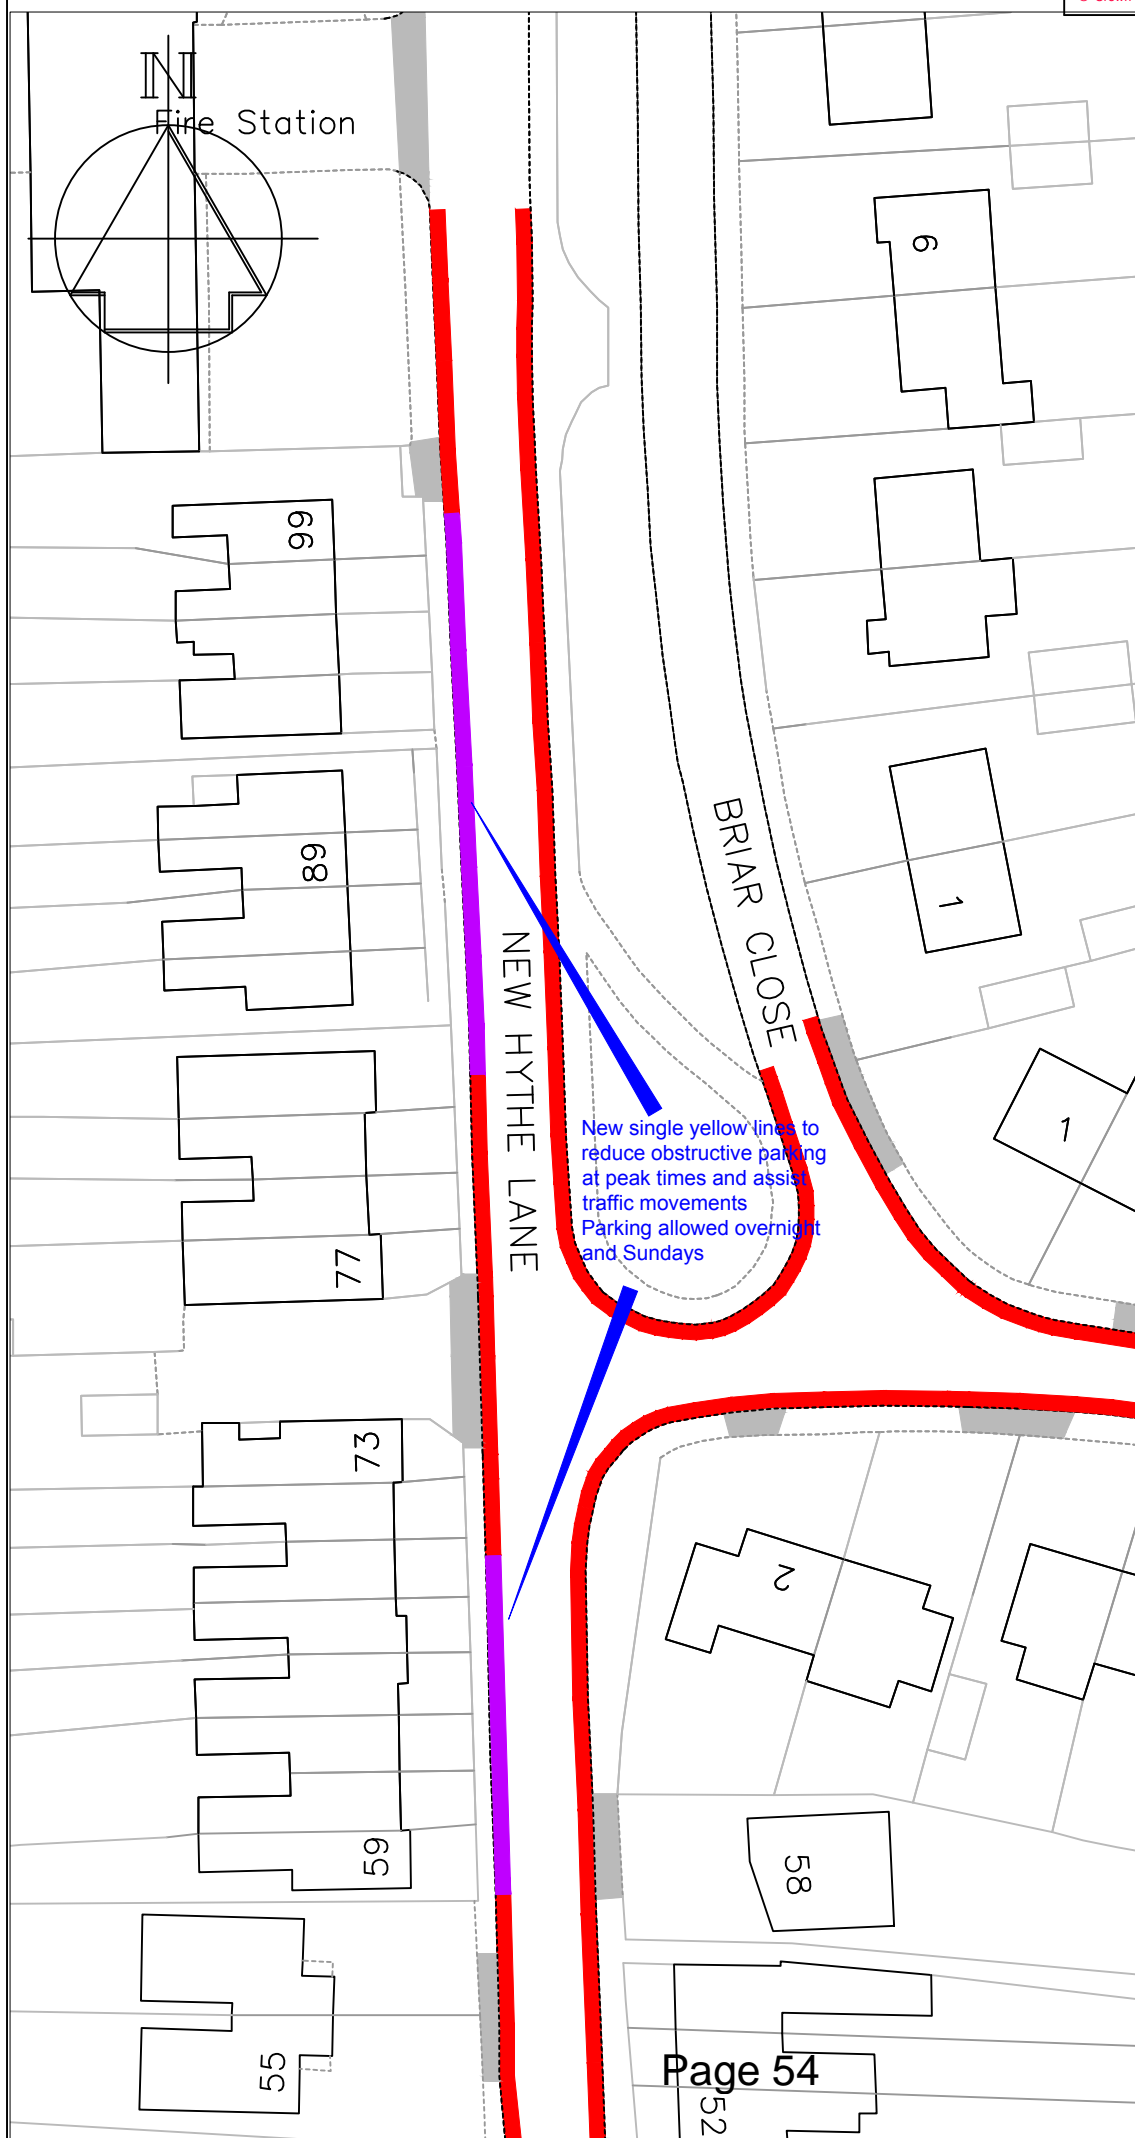 N
Fire Station
6
99
89
BRIAR CLOSE
1
NEW HYTHE LANE
1
New single yellow lines to
reduce obstructive parking
at peak times and assist
traffic movements
Parking allowed overnight
and Sundays
77
73
2
59
58
55
Page 54
52